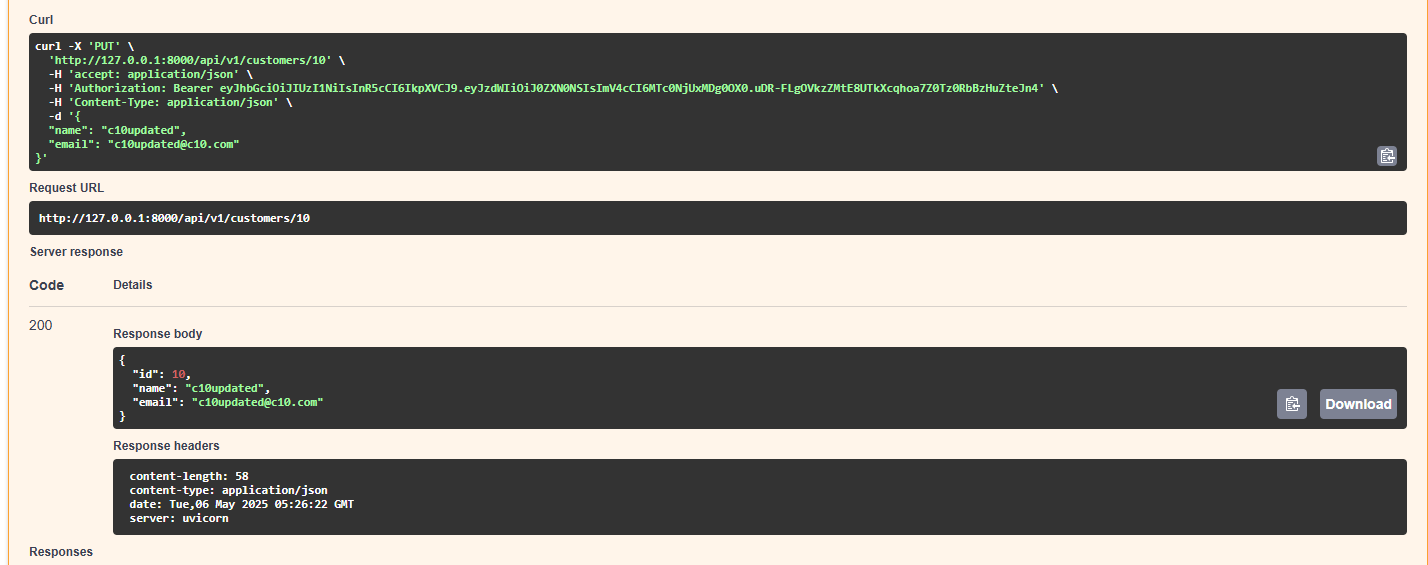 Curl
curl -X 'PUT' \
'http://127.0.0.1:8000/api/v1/customers/10' \
-H 'accept: application/json' \
-H 'Authorization: Bearer eyJhbGciOiJIUzI1NiIsInR5cCI6IkpXVCJ9.eyJzdWIiOiJ0ZXN0NSIsImV4cCI6MTc0NjUxMDg0OX0.uDR-FLgOVkzZMtE8UTkXcqhoa7Z0Tz0RbBzHuZteJn4' \
-H 'Content-Type: application/json' \
-d '{
"name": "c10updated",
"email": "c10updated@c10.com"
}'
Request URL
http://127.0.0.1:8000/api/v1/customers/10
Server response
Code Details
200
Response body
{
"id": 10,
"name": "c10updated",
"email": "c10updated@c10.com"
}
Download
Response headers
content-length: 58
content-type: application/json
date: Tue,06 May 2025 05:26:22 GMT
server: uvicorn
Responses